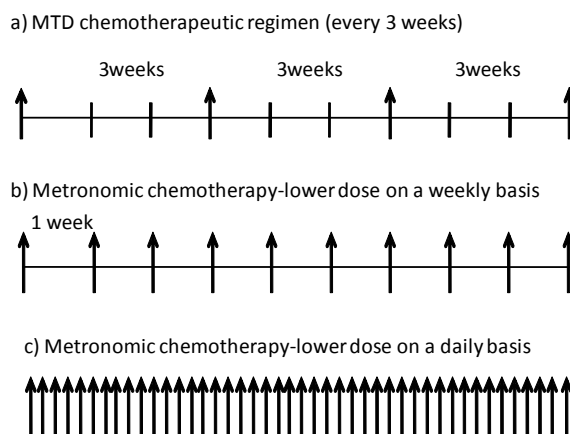 a) MTD chemotherapeutic regimen (every 3 weeks)
3weeks 3weeks 3weeks
b) Metronomic chemotherapy-lower dose on a weekly basis
1 week
c) Metronomic chemotherapy-lower dose on a daily basis